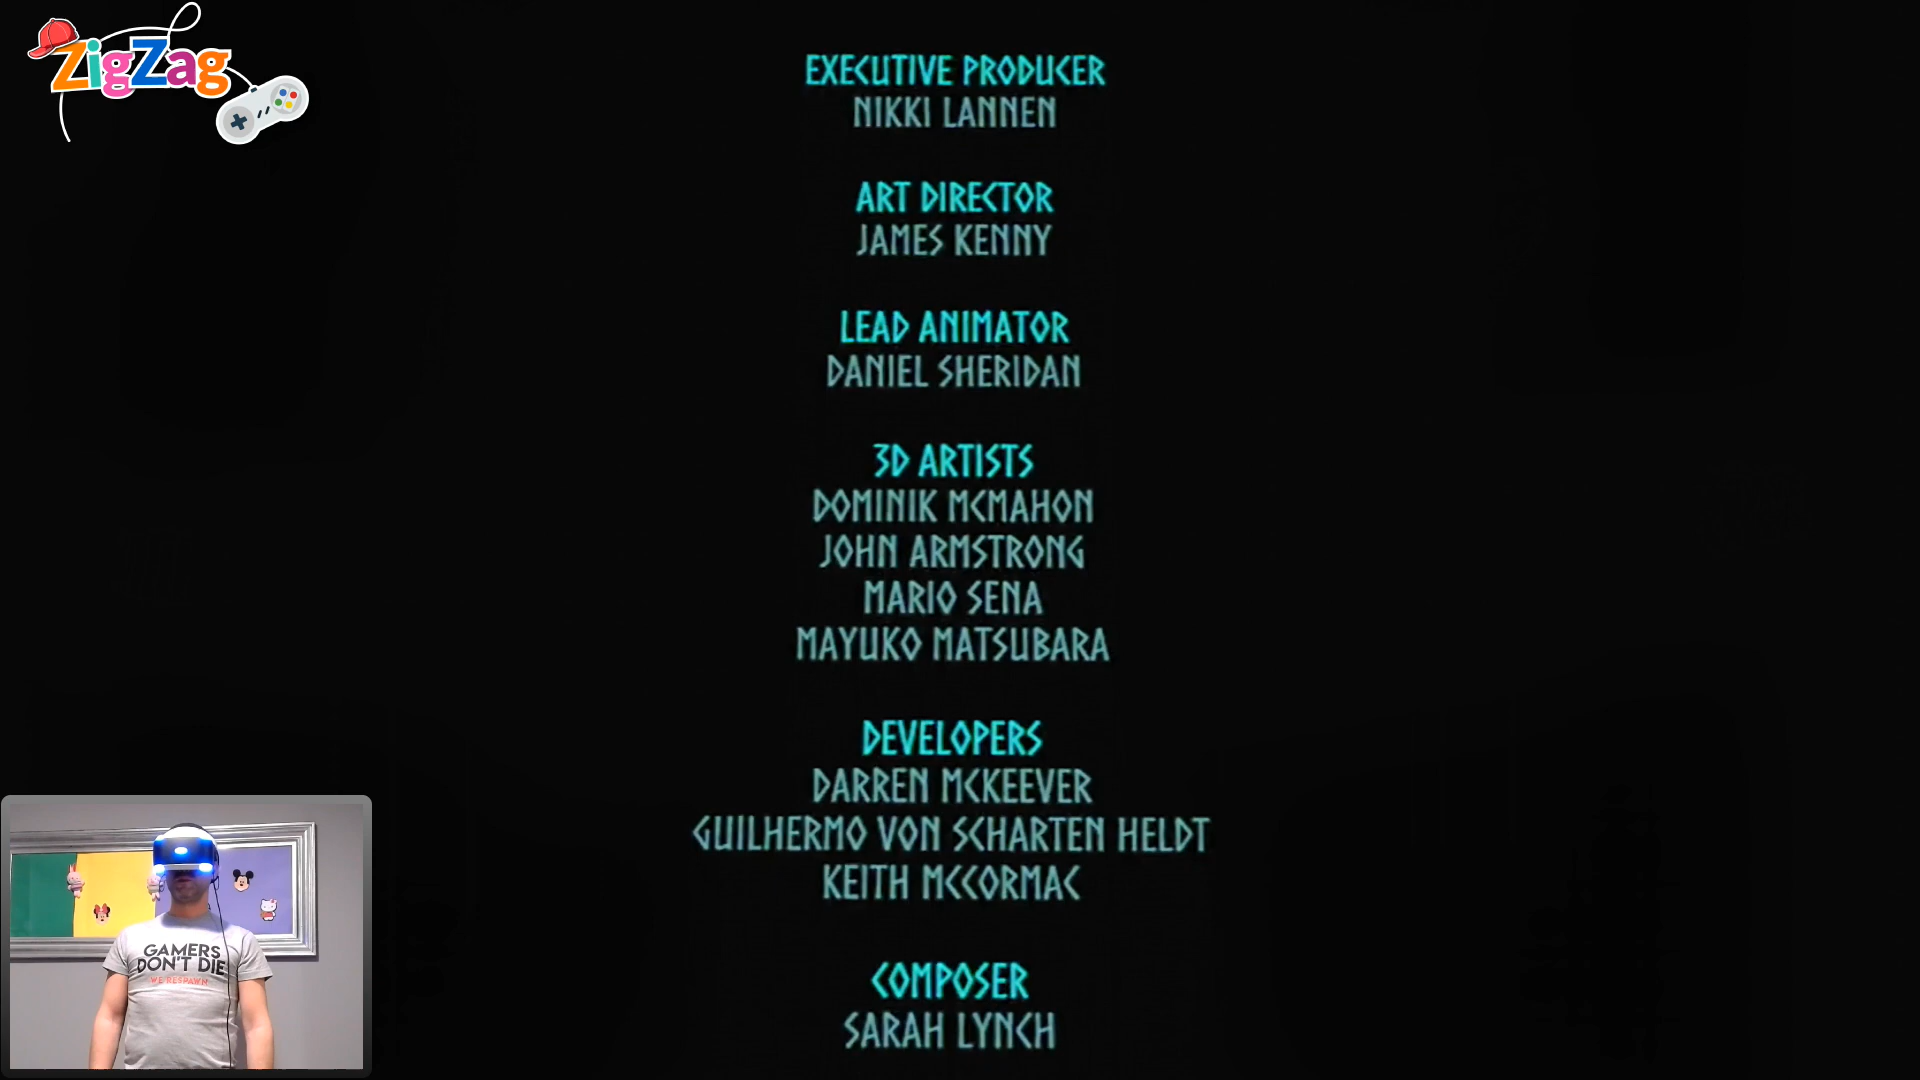 ZigZag
EXECUTIVE PRODUCER
NIKKI LANNEN
ART DIRECTOR
JAMES KENNY
LEAD ANIMATOR
DANIEL SHERIDAN
3D ARTISTS
DOMINIK MCMAHON
JOHN ARMSTRONG
MARIO SENA
MAYUKO MATSUBARA
DEVELOPERS
DARREN MCKEEVER
GUILHERMO VON SCHARTEN HELDT
KEITH MCCORMAC
COMPOSER
SARAH LYNCH
GAMERS
DON'T DIE
WE RESPAWN